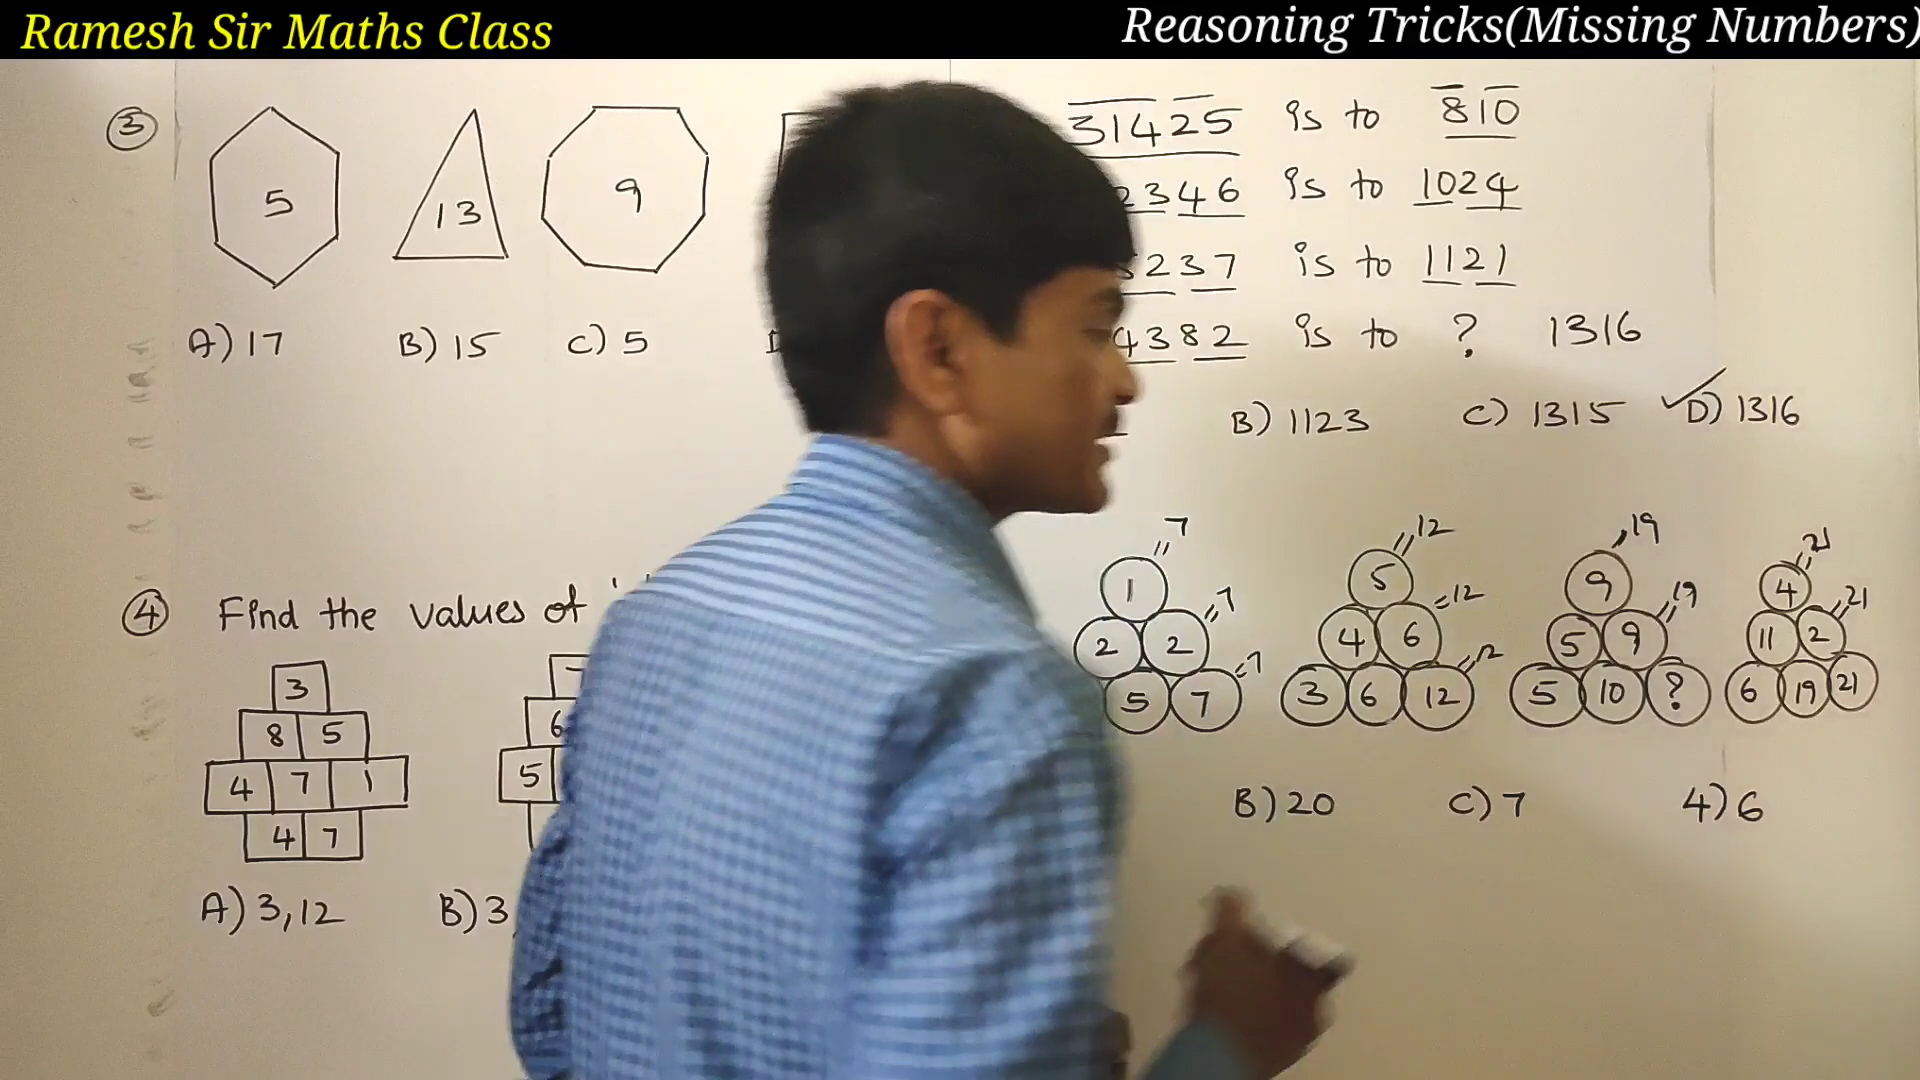 Ramesh Sir Maths Class
Reasoning Tricks(Missing Numbers)
3
5 13 9
A) 17 B) 15 C) 5
31425 is to 810
2346 is to 1024
3237 is to 1121
4382 is to ? 1316
B) 1123 C) 1315 D) 1316
4 Find the values of
3
8 5
4 7 1
4 7
6
5
A) 3,12 B) 3
7 12 19 21
1 5 9 4
7 12 19 21
2 2 4 6 5 9 11 2
7 12
5 7 3 6 12 5 10 ? 6 19 21
B) 20 C) 7 4) 6